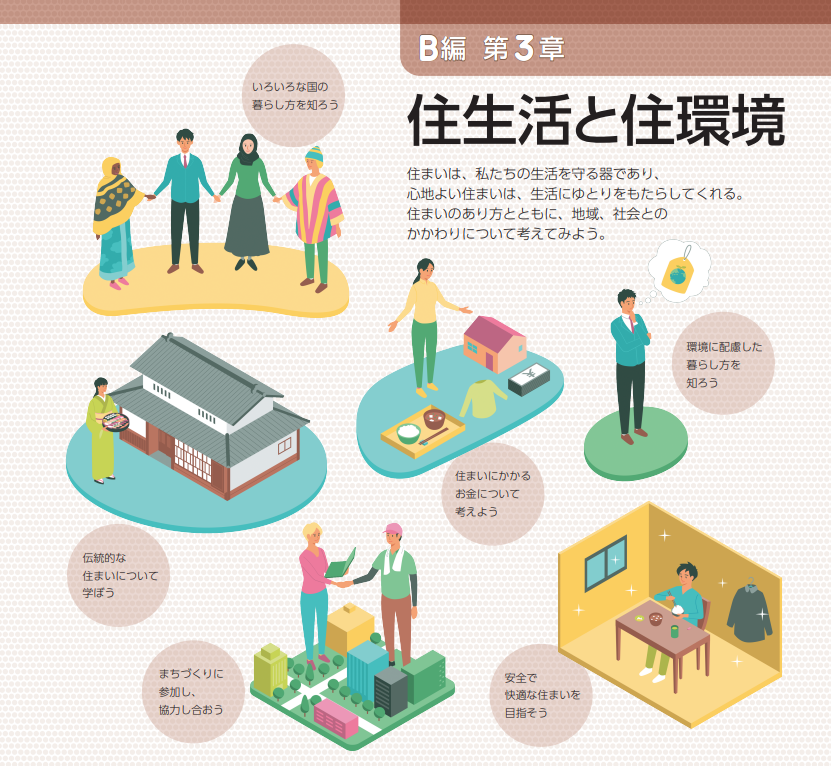 B編 第3章
住生活と住環境
住まいは、私たちの生活を守る器であり、
心地よい住まいは、生活にゆとりをもたらしてくれる。
住まいのあり方とともに、地域、社会との
かかわりについて考えてみよう。
いろいろな国の
暮らし方を知ろう
環境に配慮した
暮らし方を
知ろう
住まいにかかる
お金について
考えよう
伝統的な
住まいについて
学ぼう
まちづくりに
参加し、
協力し合おう
安全で
快適な住まいを
目指そう